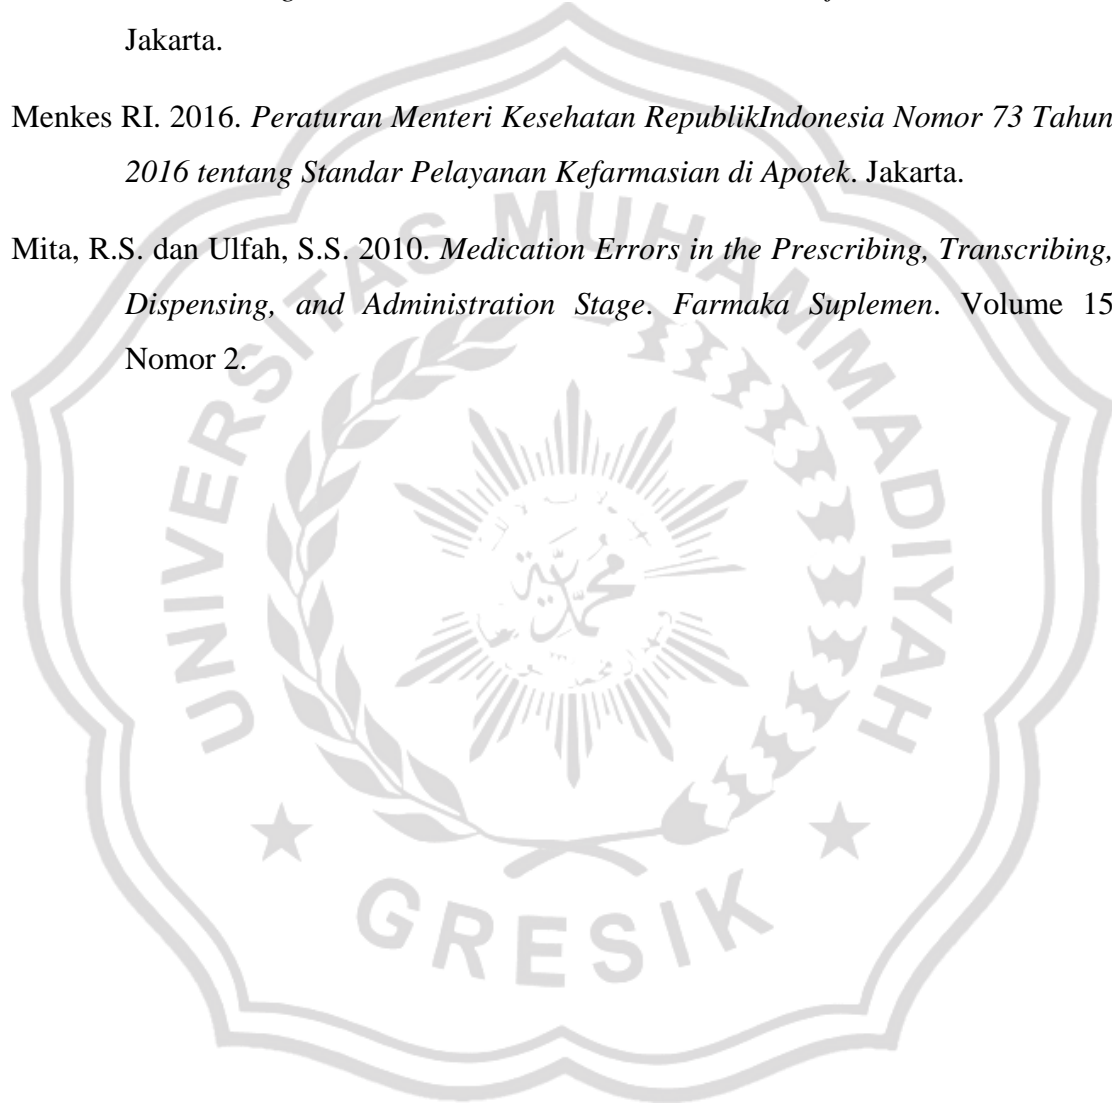 Jakarta.
Menkes RI. 2016. Peraturan Menteri Kesehatan RepublikIndonesia Nomor 73 Tahun
2016 tentang Standar Pelayanan Kefarmasian di Apotek. Jakarta.
Mita, R.S. dan Ulfah, S.S. 2010. Medication Errors in the Prescribing, Transcribing,
Dispensing, and Administration Stage. Farmaka Suplemen. Volume 15
Nomor 2.
UNIVERSITAS MUHAMMADIYAH
محمد
GRESIK